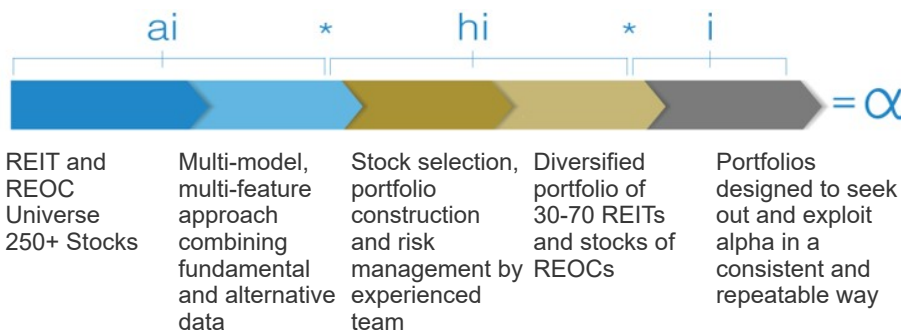 ai * hi * i
= α
REIT and
REOC
Universe
250+ Stocks
Multi-model,
multi-feature
approach
combining
fundamental
and alternative
data
Stock selection,
portfolio
construction
and risk
management by
experienced
team
Diversified
portfolio of
30-70 REITs
and stocks of
REOCs
Portfolios
designed to seek
out and exploit
alpha in a
consistent and
repeatable way